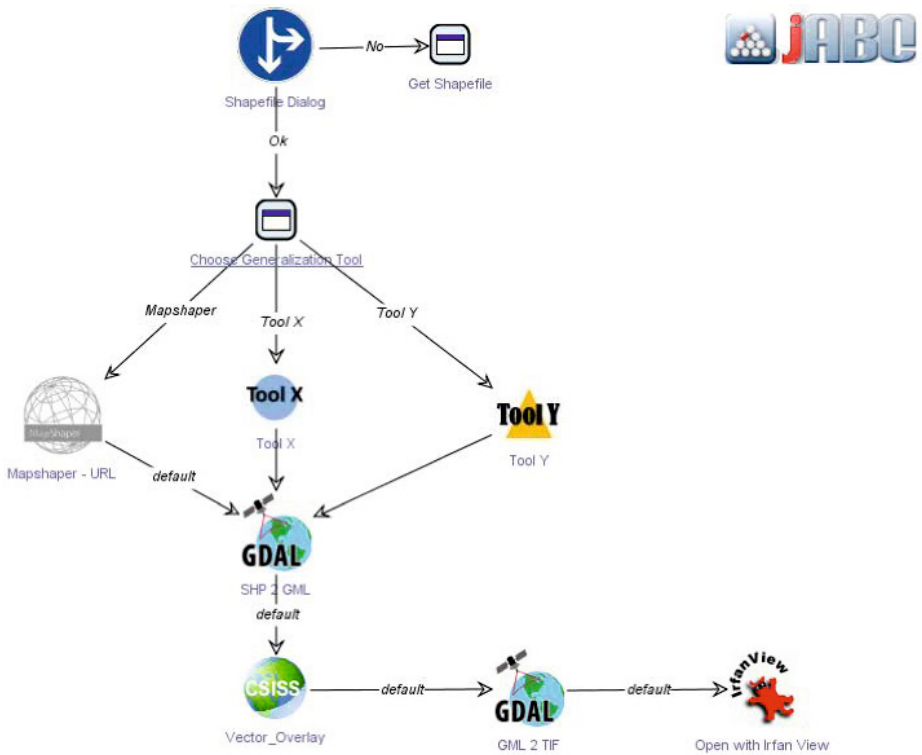 jABC
No
Get Shapefile
Shapefile Dialog
Ok
Choose Generalization Tool
Mapshaper
Tool X
Tool Y
MapShaper
Tool X
Tool Y
Mapshaper - URL
Tool X
Tool Y
default
GDAL
SHP 2 GML
default
CSISS
default
GDAL
default
IrfanView
Vector_Overlay
GML 2 TIF
Open with Irfan View